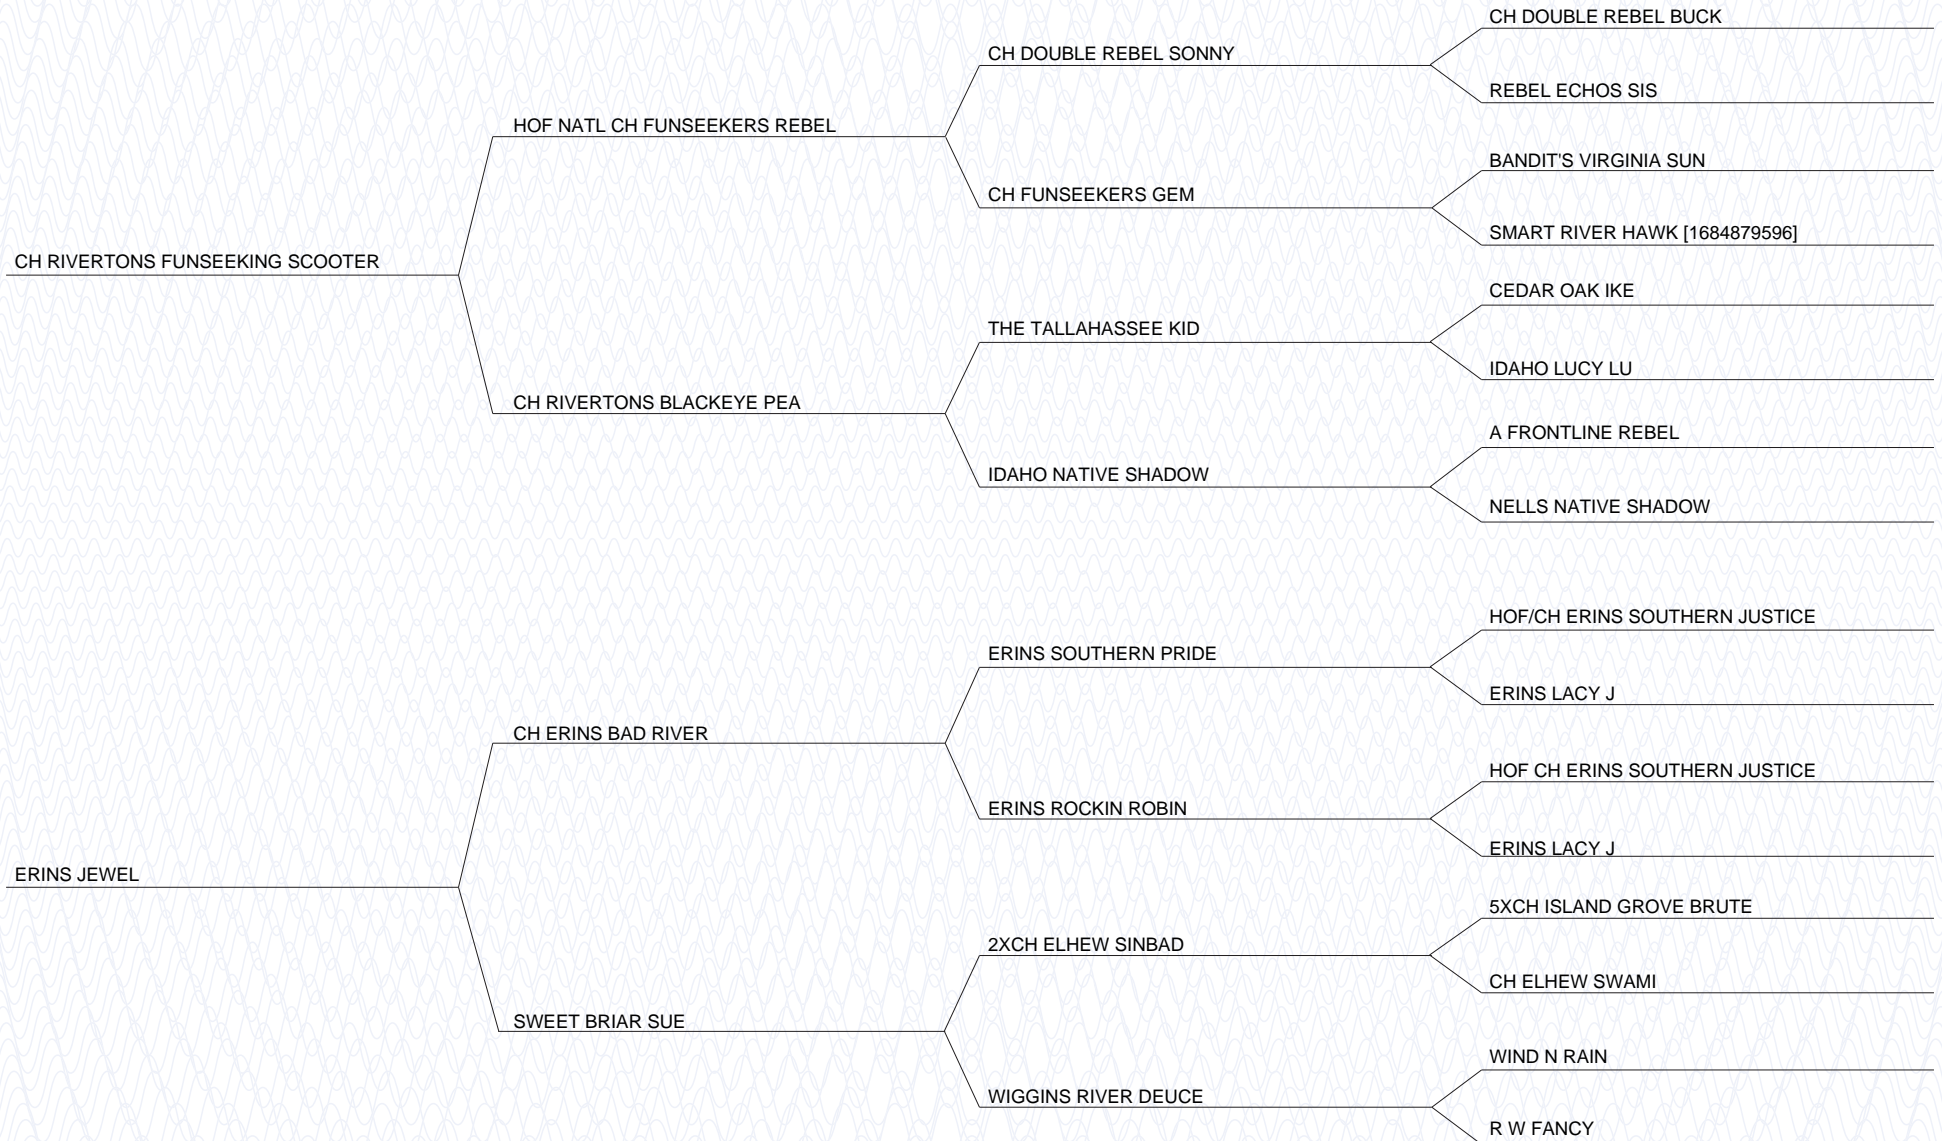 CH DOUBLE REBEL BUCK
CH DOUBLE REBEL SONNY
REBEL ECHOS SIS
HOF NATL CH FUNSEEKERS REBEL
BANDIT'S VIRGINIA SUN
CH FUNSEEKERS GEM
SMART RIVER HAWK [1684879596]
CH RIVERTONS FUNSEEKING SCOOTER
CEDAR OAK IKE
THE TALLAHASSEE KID
IDAHO LUCY LU
CH RIVERTONS BLACKEYE PEA
A FRONTLINE REBEL
IDAHO NATIVE SHADOW
NELLS NATIVE SHADOW
HOF/CH ERINS SOUTHERN JUSTICE
ERINS SOUTHERN PRIDE
ERINS LACY J
CH ERINS BAD RIVER
HOF CH ERINS SOUTHERN JUSTICE
ERINS ROCKIN ROBIN
ERINS LACY J
ERINS JEWEL
5XCH ISLAND GROVE BRUTE
2XCH ELHEW SINBAD
CH ELHEW SWAMI
SWEET BRIAR SUE
WIND N RAIN
WIGGINS RIVER DEUCE
R W FANCY